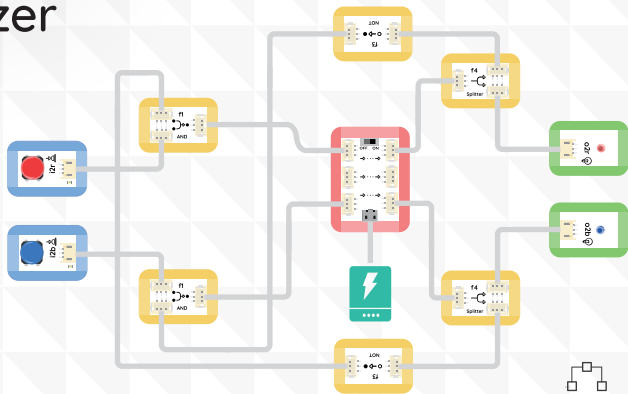 zer
NOT
f3
f4
Splitter
f1
AND
OFF ON
i2r
o2r
i2b
o2b
f1
AND
f4
Splitter
NOT
f3